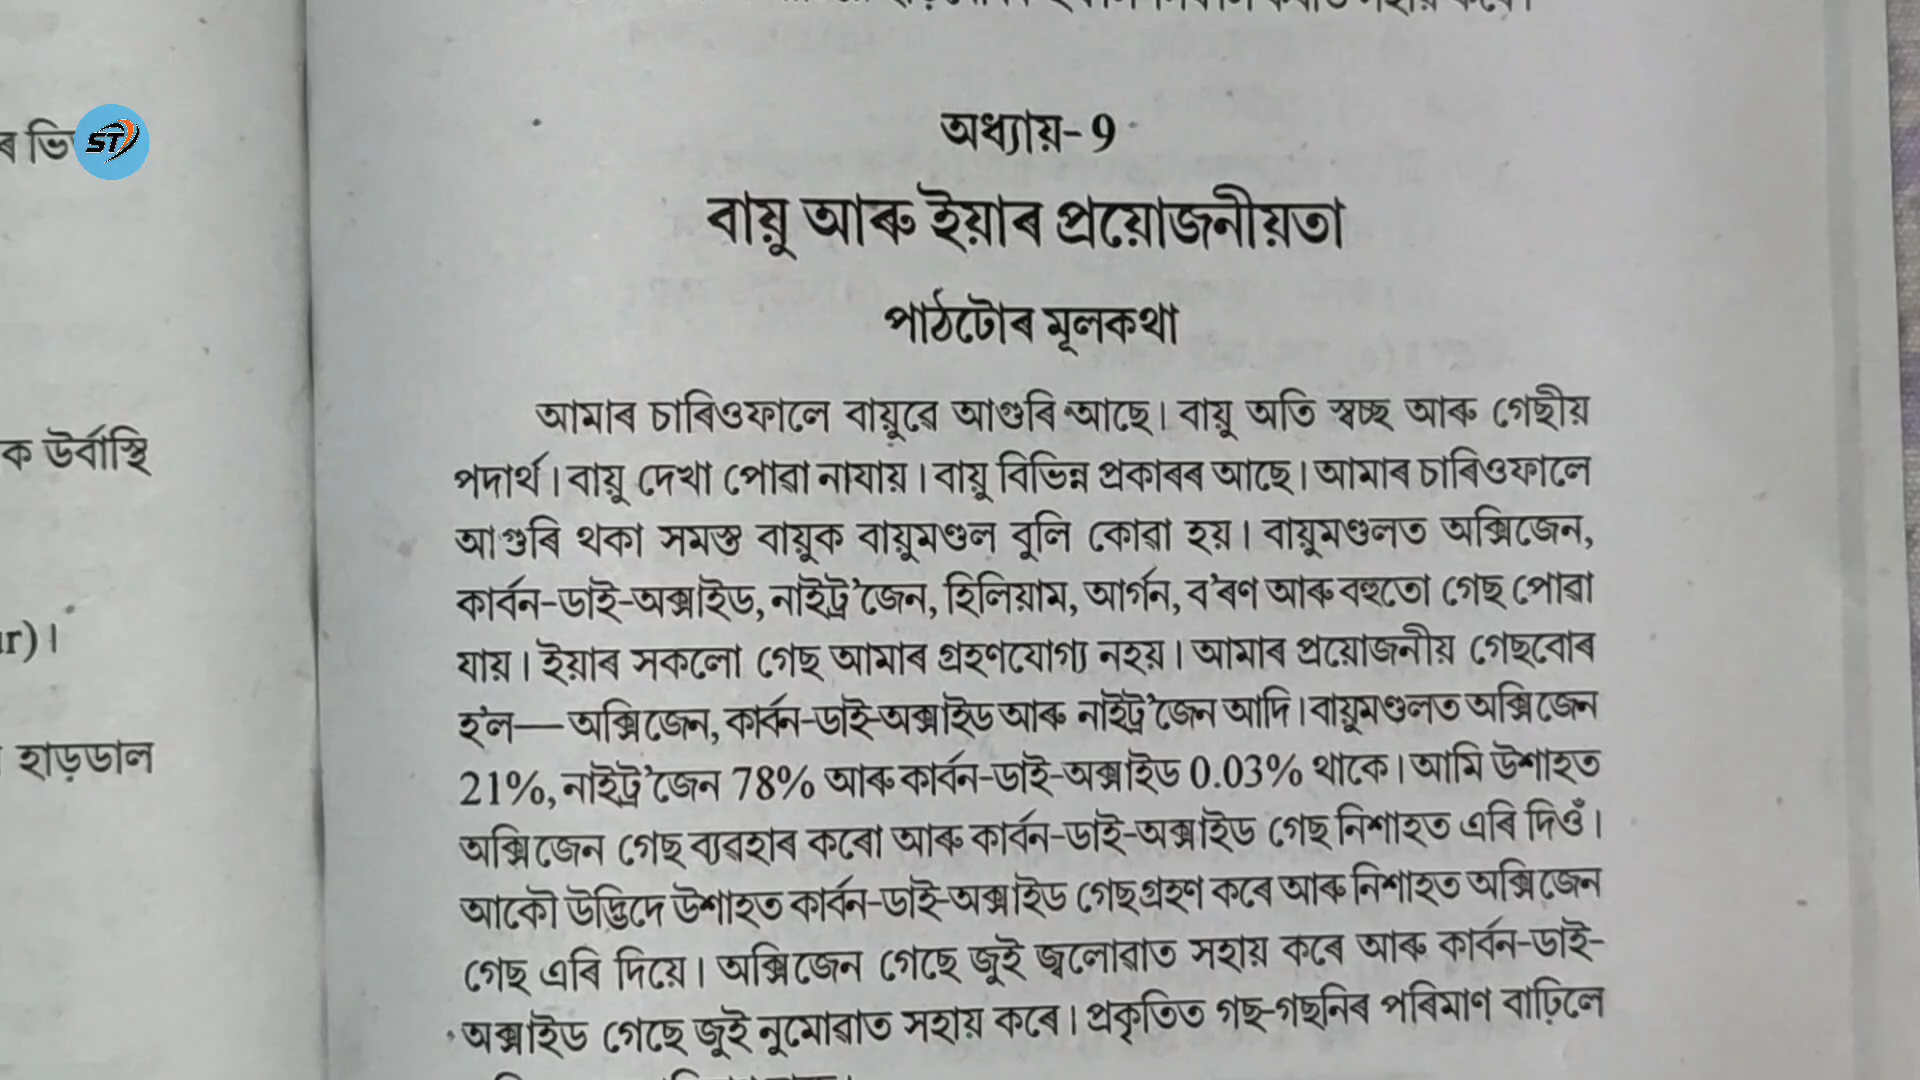 ৰ ভি
ST
ক উৰ্বাস্থি
ur)।
হাড়ডাল
অধ্যায়- 9
বায়ু আৰু ইয়াৰ প্ৰয়োজনীয়তা
পাঠটোৰ মূলকথা
আমাৰ চাৰিওফালে বায়ুৱে আগুৰি আছে। বায়ু অতি স্বচ্ছ আৰু গেছীয়
পদাৰ্থ। বায়ু দেখা পোৱা নাযায়। বায়ু বিভিন্ন প্ৰকাৰৰ আছে। আমাৰ চাৰিওফালে
আগুৰি থকা সমস্ত বায়ুক বায়ুমণ্ডল বুলি কোৱা হয়। বায়ুমণ্ডলত অক্সিজেন,
কাৰ্বন-ডাই-অক্সাইড, নাইট্ৰ'জেন, হিলিয়াম, আৰ্গন, ব'ৰণ আৰু বহুতো গেছ পোৱা
যায়। ইয়াৰ সকলো গেছ আমাৰ গ্ৰহণযোগ্য নহয়। আমাৰ প্ৰয়োজনীয় গেছবোৰ
হ'ল— অক্সিজেন, কাৰ্বন-ডাই-অক্সাইড আৰু নাইট্ৰ'জেন আদি। বায়ুমণ্ডলত অক্সিজেন
21%, নাইট্ৰ'জেন 78% আৰু কাৰ্বন-ডাই-অক্সাইড 0.03% থাকে। আমি উশাহত
অক্সিজেন গেছ ব্যৱহাৰ কৰো আৰু কাৰ্বন-ডাই-অক্সাইড গেছ নিশাহত এৰি দিওঁ।
আকৌ উদ্ভিদে উশাহত কাৰ্বন-ডাই-অক্সাইড গেছ গ্ৰহণ কৰে আৰু নিশাহত অক্সিজেন
গেছ এৰি দিয়ে। অক্সিজেন গেছে জুই জ্বলোৱাত সহায় কৰে আৰু কাৰ্বন-ডাই-
অক্সাইড গেছে জুই নুমোৱাত সহায় কৰে। প্ৰকৃতিত গছ-গছনিৰ পৰিমাণ বাঢ়িলে